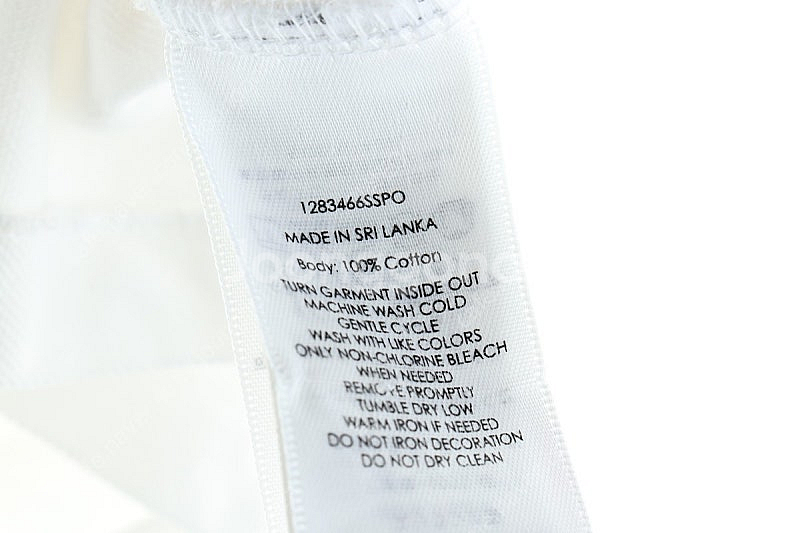 1283466SSPO
MADE IN SRI LANKA
Body: 100% Cotton
TURN GARMENT INSIDE OUT
MACHINE WASH COLD
GENTLE CYCLE
WASH WITH LIKE COLORS
ONLY NON-CHLORINE BLEACH
WHEN NEEDED
REMOVE PROMPTLY
TUMBLE DRY LOW
WARM IRON IF NEEDED
DO NOT IRON DECORATION
DO NOT DRY CLEAN